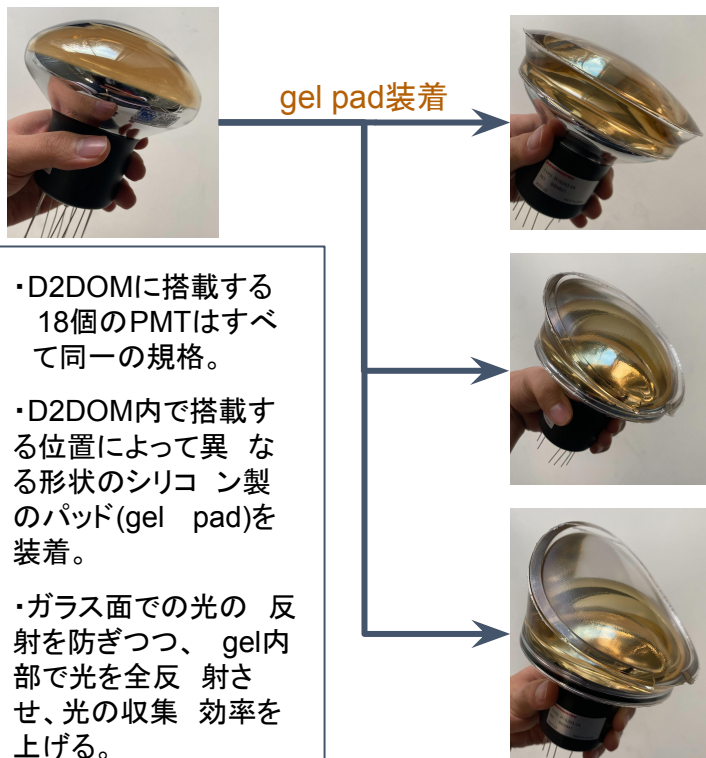 gel pad装着
・D2DOMに搭載する
18個のPMTはすべ
て同一の規格。
・D2DOM内で搭載す
る位置によって異 な
る形状のシリコ ン製
のパッド(gel pad)を
装着。
・ガラス面での光の 反
射を防ぎつつ、 gel内
部で光を全反 射さ
せ、光の収集 効率を
上げる。